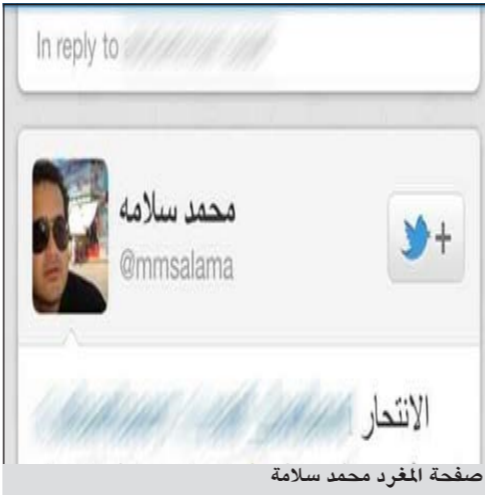 In reply to
محمد سلامه
@mmsalama
+
الانتحار
صفحة المغرد محمد سلامة